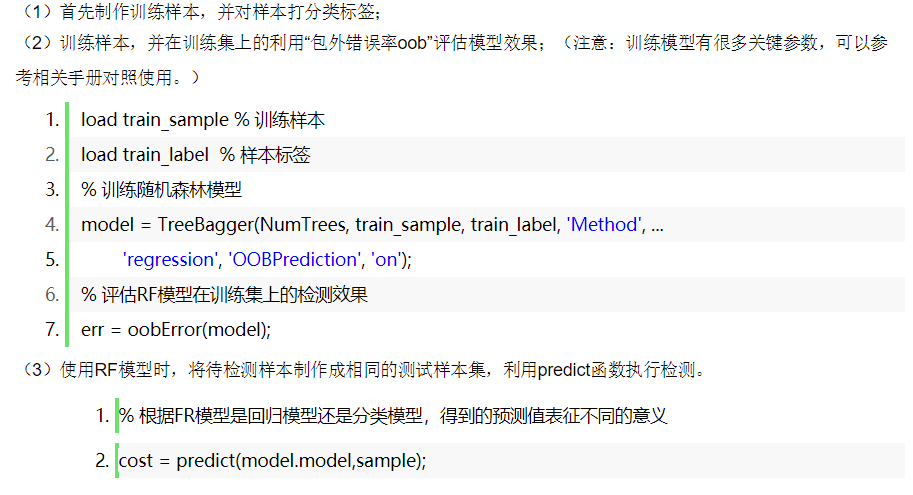 （1）首先制作训练样本，并对样本打分类标签；
（2）训练样本，并在训练集上的利用“包外错误率oob”评估模型效果；（注意：训练模型有很多关键参数，可以参
考相关手册对照使用。）
1. load train_sample % 训练样本
2. load train_label  % 样本标签
3. % 训练随机森林模型
4. model = TreeBagger(NumTrees, train_sample, train_label, 'Method', ...
5. 'regression', 'OOBPrediction', 'on');
6. % 评估RF模型在训练集上的检测效果
7. err = oobError(model);
（3）使用RF模型时，将待检测样本制作成相同的测试样本集，利用predict函数执行检测。
1. % 根据FR模型是回归模型还是分类模型，得到的预测值表征不同的意义
2. cost = predict(model.model,sample);